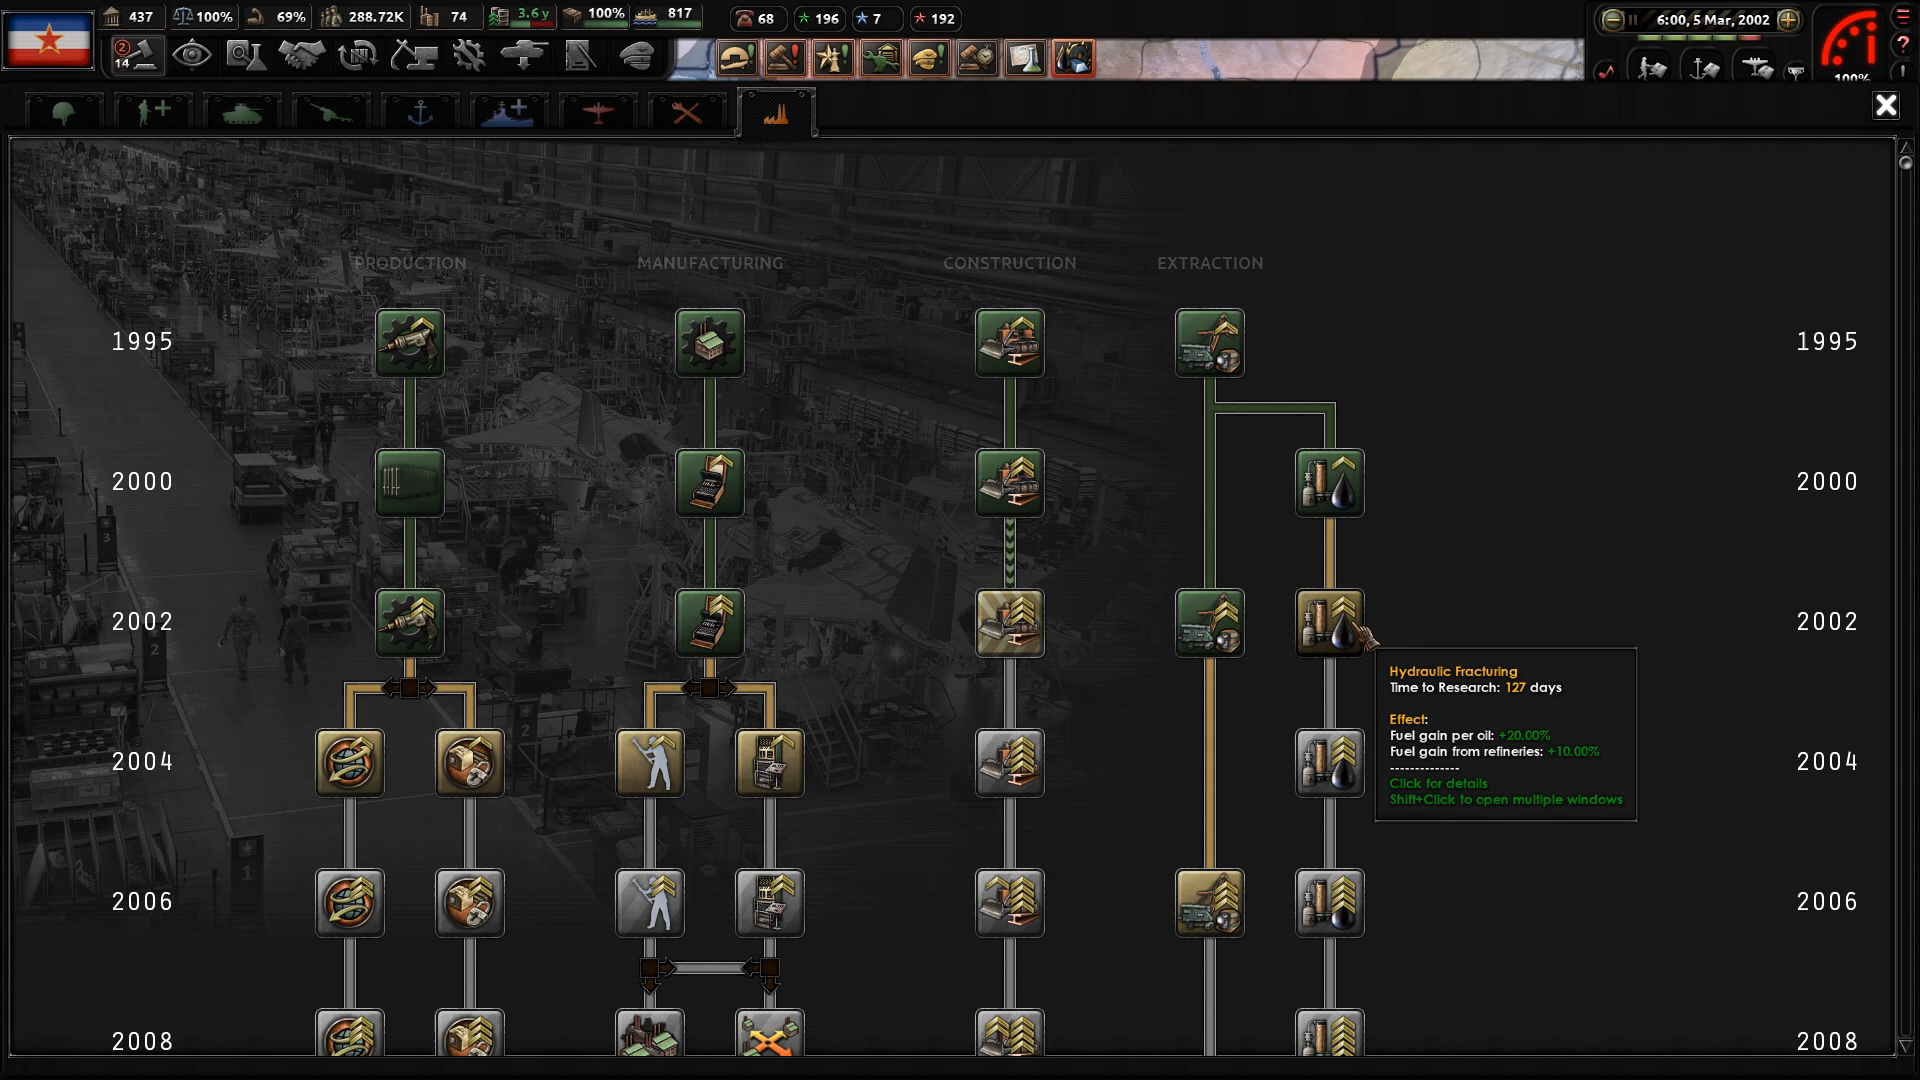 437
100%
69%
288.72K
74
3.6 y
100%
817
68
196
7
192
6:00, 5 Mar, 2002
2
14
100%
PRODUCTION
MANUFACTURING
CONSTRUCTION
EXTRACTION
1995
1995
2000
2000
2002
2002
Hydraulic Fracturing
Time to Research: 127 days
Effect:
Fuel gain per oil: +20.00%
Fuel gain from refineries: +10.00%
--------------
Click for details
Shift+Click to open multiple windows
2004
2004
2006
2006
2008
2008